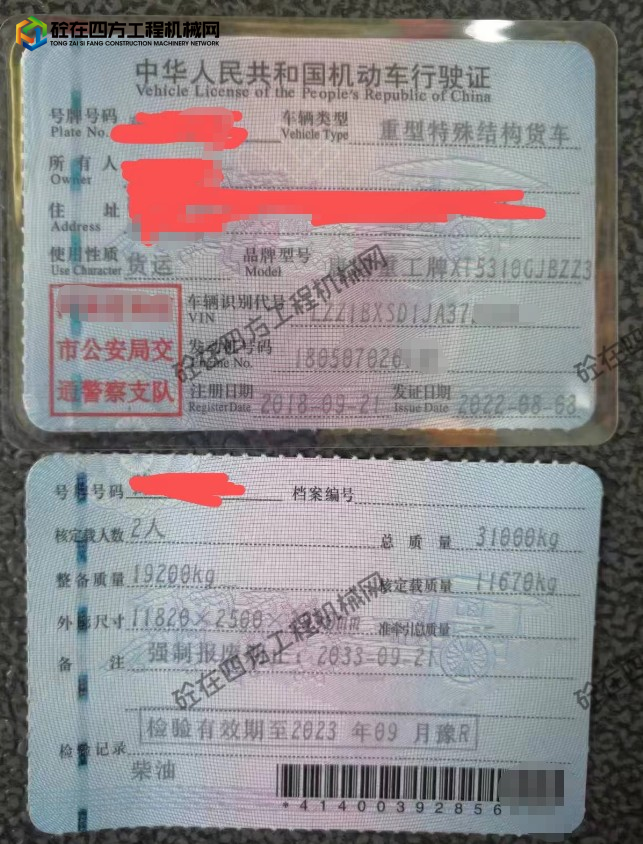 砼在四方工程机械网
TONG ZAI SI FANG CONSTRUCTION MACHINERY NETWORK
中华人民共和国机动车行驶证
Vehicle License of the People's Republic of China
号牌号码 车辆类型 重型特殊结构货车
Plate No. Vehicle Type
所有人
Owner
住址
Address
使用性质 货运 品牌型号 重工牌XT5310GJBZZ3
Use Character Model
车辆识别代号 ZZ1BXSD1JA37
VIN
市公安局交
通警察支队
号码 180507020
No.
注册日期 2018-09-21 发证日期 2022-08-08
Register Date Issue Date
砼在四方工程机械网
号牌号码 档案编号
核定载人数 2人 总质量 31000kg
整备质量 19200kg 核定载质量 11670kg
外廓尺寸 11820×2500× mm 准牵引总质量
备注 强制报废 : 2033-09-21
检验有效期至2023 年09 月豫R
检验记录
柴油
*41400392856
砼在四方工程机械网